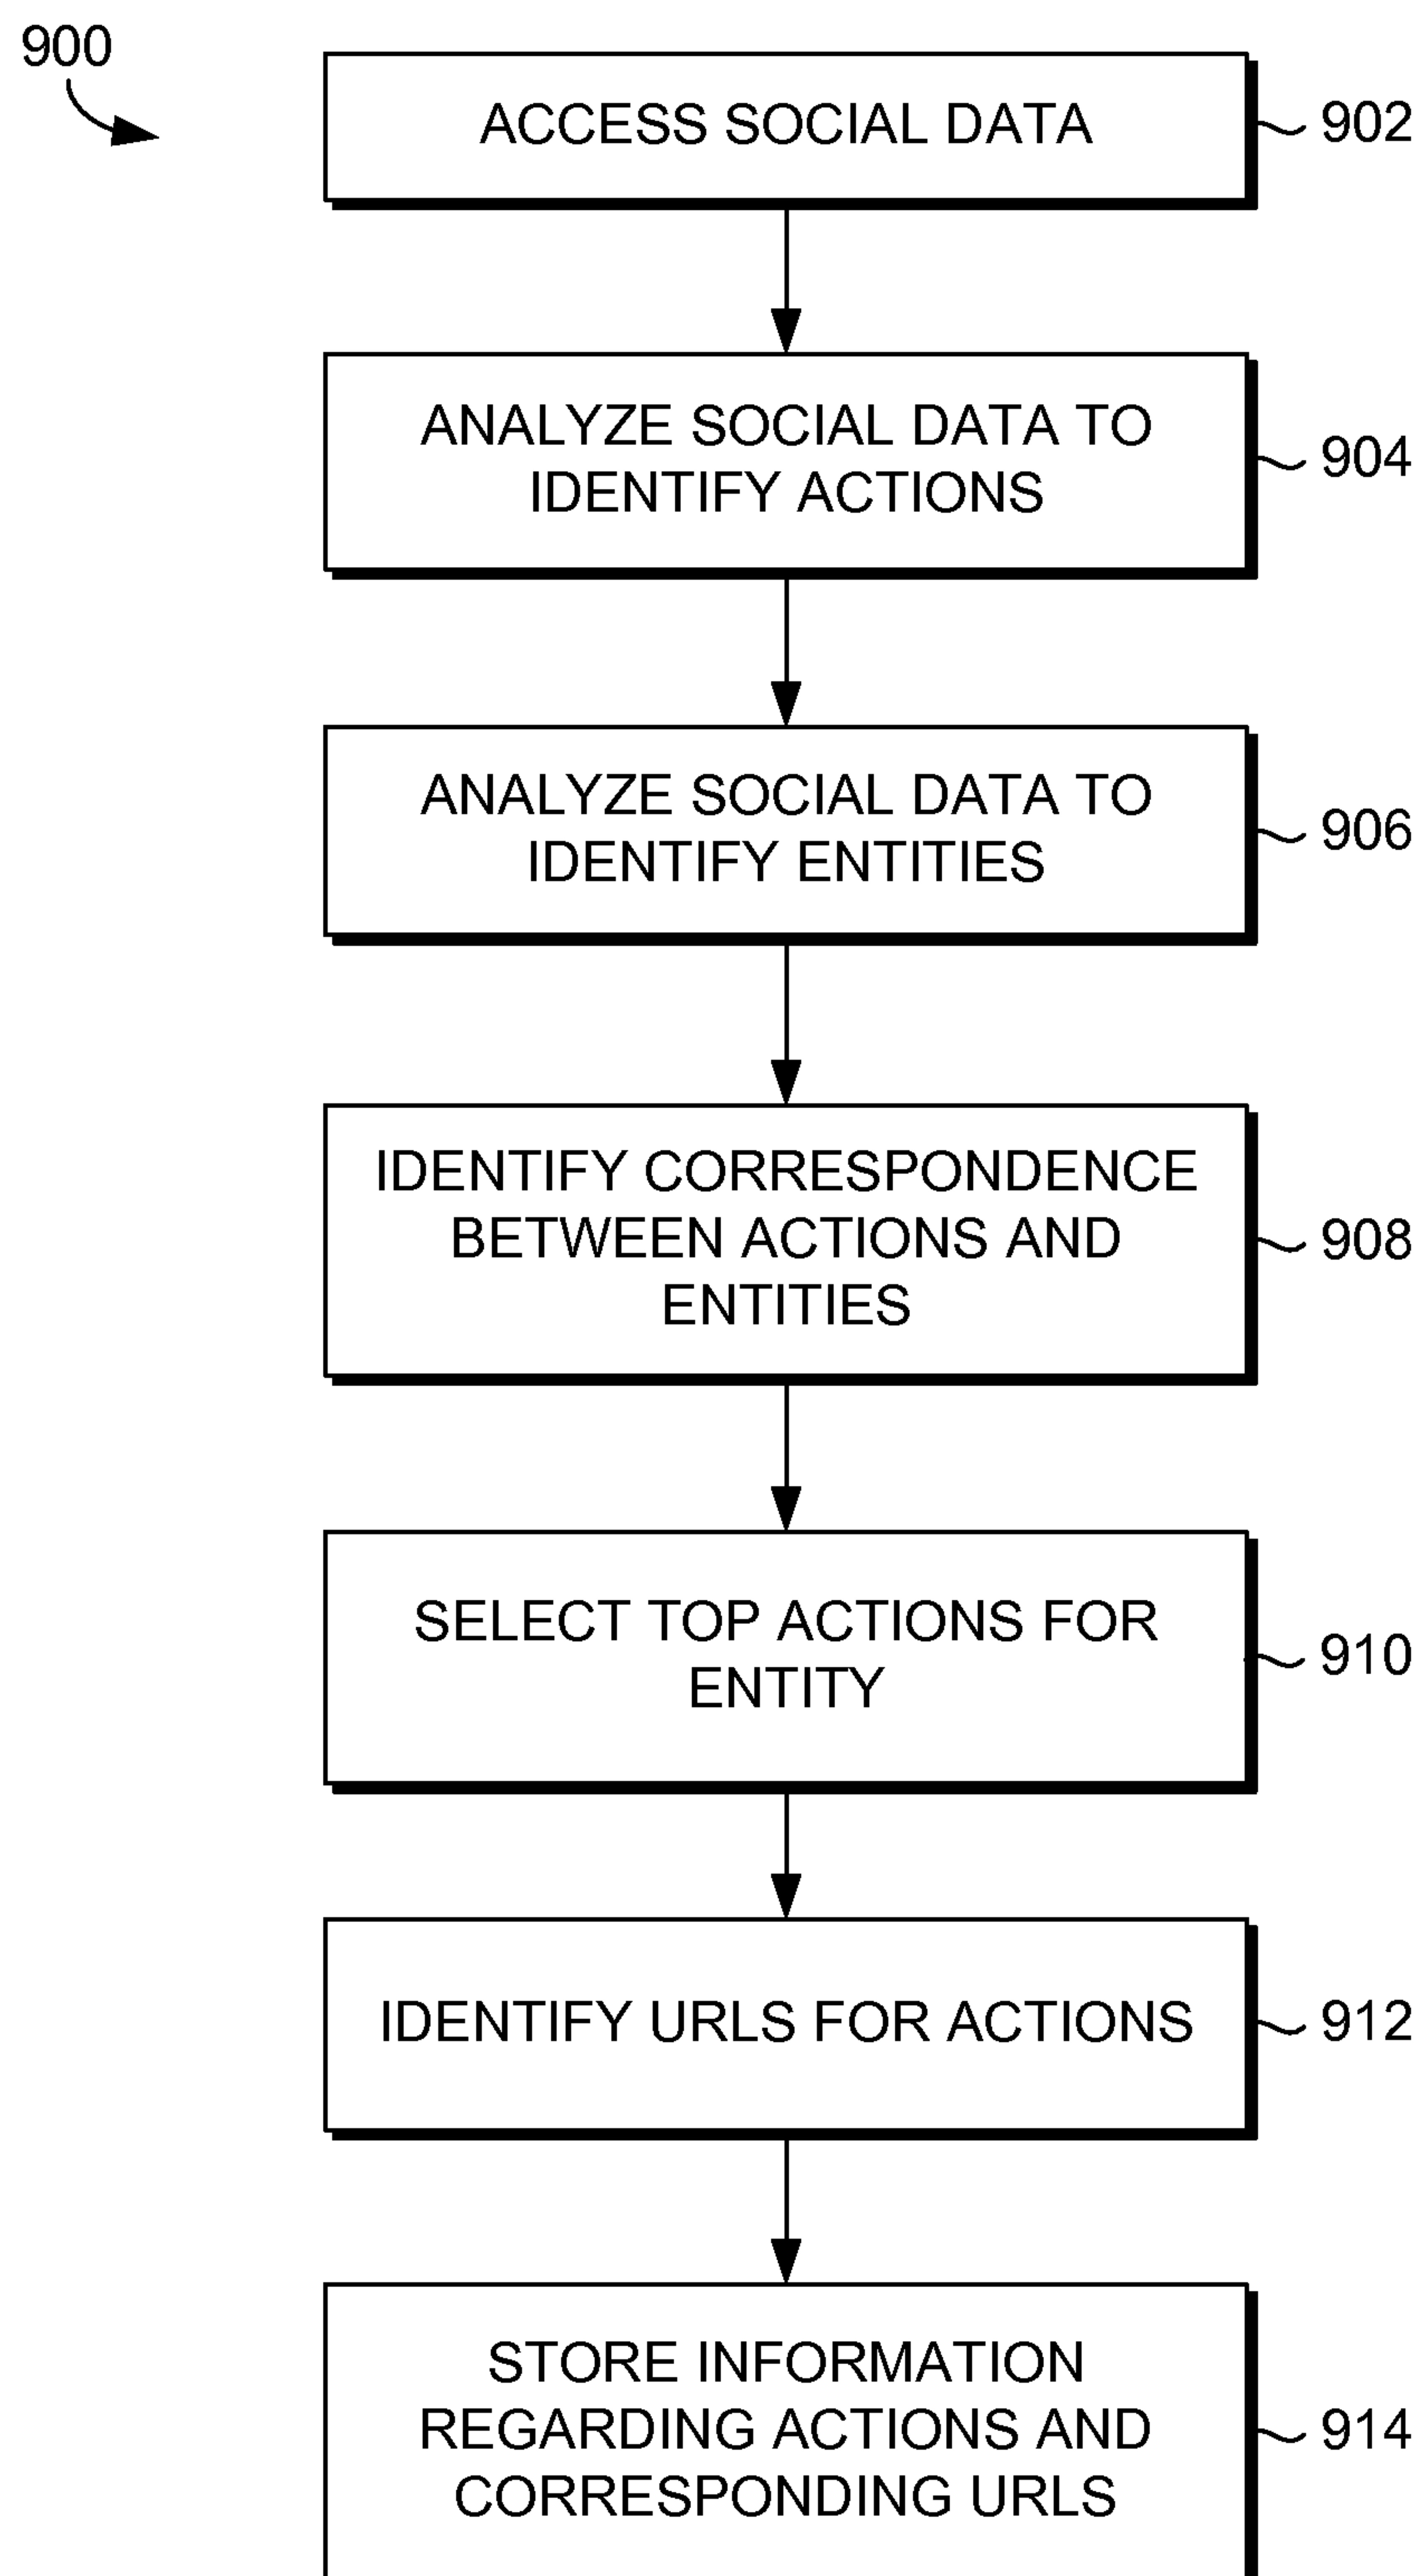 900
ACCESS SOCIAL DATA
902
ANALYZE SOCIAL DATA TO
IDENTIFY ACTIONS
904
ANALYZE SOCIAL DATA TO
IDENTIFY ENTITIES
906
IDENTIFY CORRESPONDENCE
BETWEEN ACTIONS AND
ENTITIES
908
SELECT TOP ACTIONS FOR
ENTITY
910
IDENTIFY URLS FOR ACTIONS
912
STORE INFORMATION
REGARDING ACTIONS AND
CORRESPONDING URLS
914